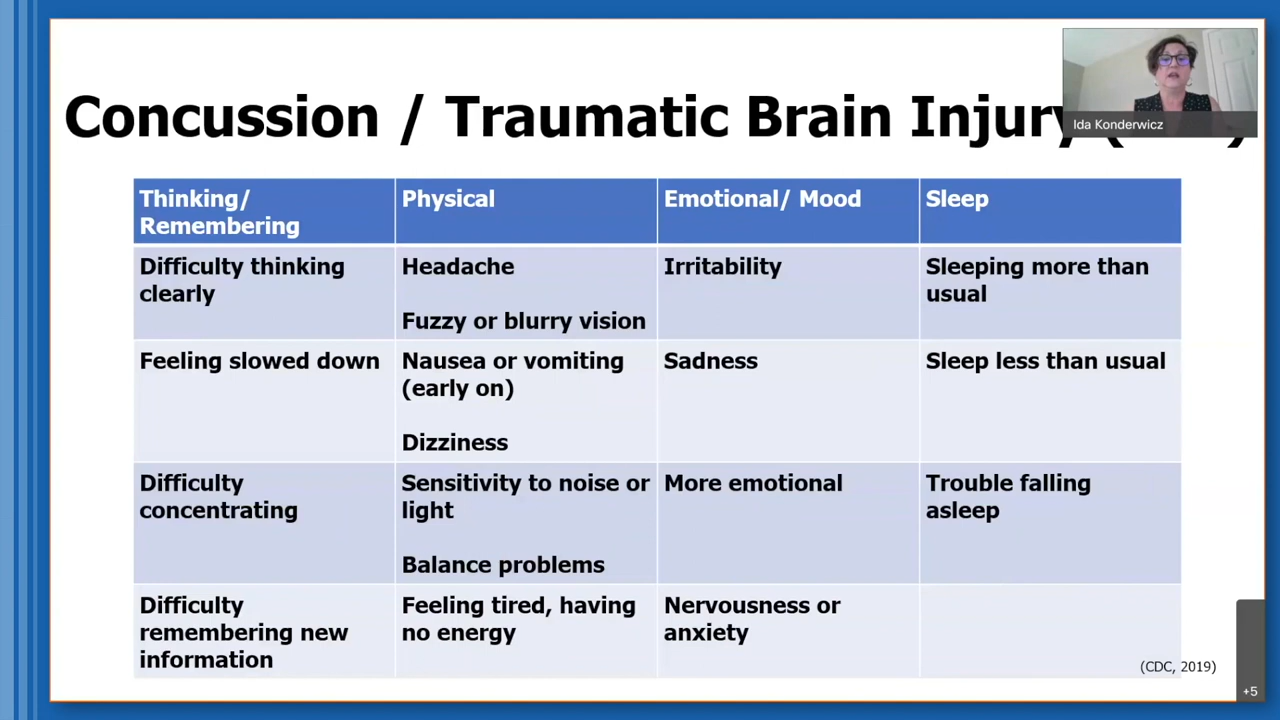 Concussion / Traumatic Brain Injury
Ida Konderwicz
Thinking/
Remembering
Physical
Emotional/ Mood
Sleep
Difficulty thinking
clearly
Headache
Fuzzy or blurry vision
Irritability
Sleeping more than
usual
Feeling slowed down
Nausea or vomiting
(early on)
Dizziness
Sadness
Sleep less than usual
Difficulty
concentrating
Sensitivity to noise or
light
Balance problems
More emotional
Trouble falling
asleep
Difficulty
remembering new
information
Feeling tired, having
no energy
Nervousness or
anxiety
(CDC, 2019)
+5